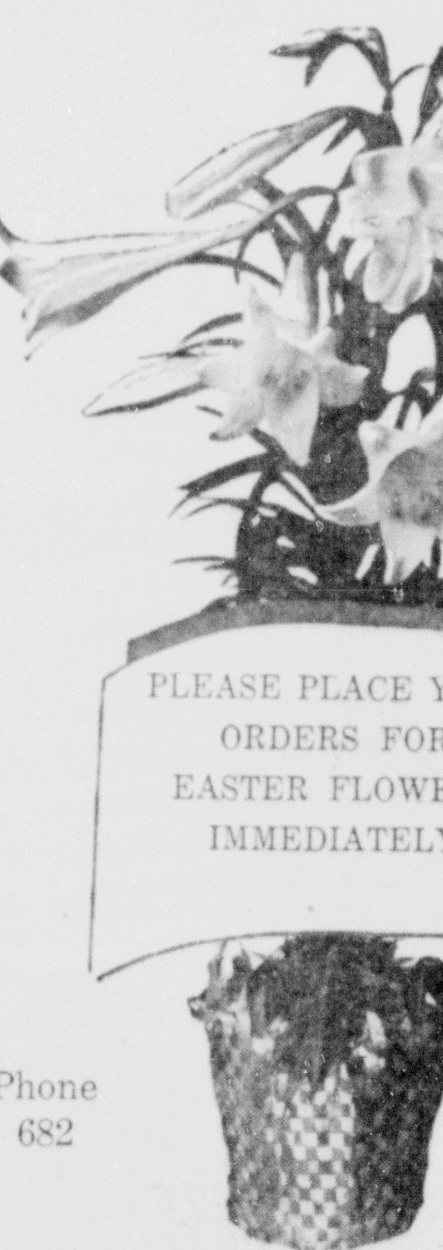 PLEASE PLACE Y
ORDERS FOR
EASTER FLOWE
IMMEDIATELY
Phone
682